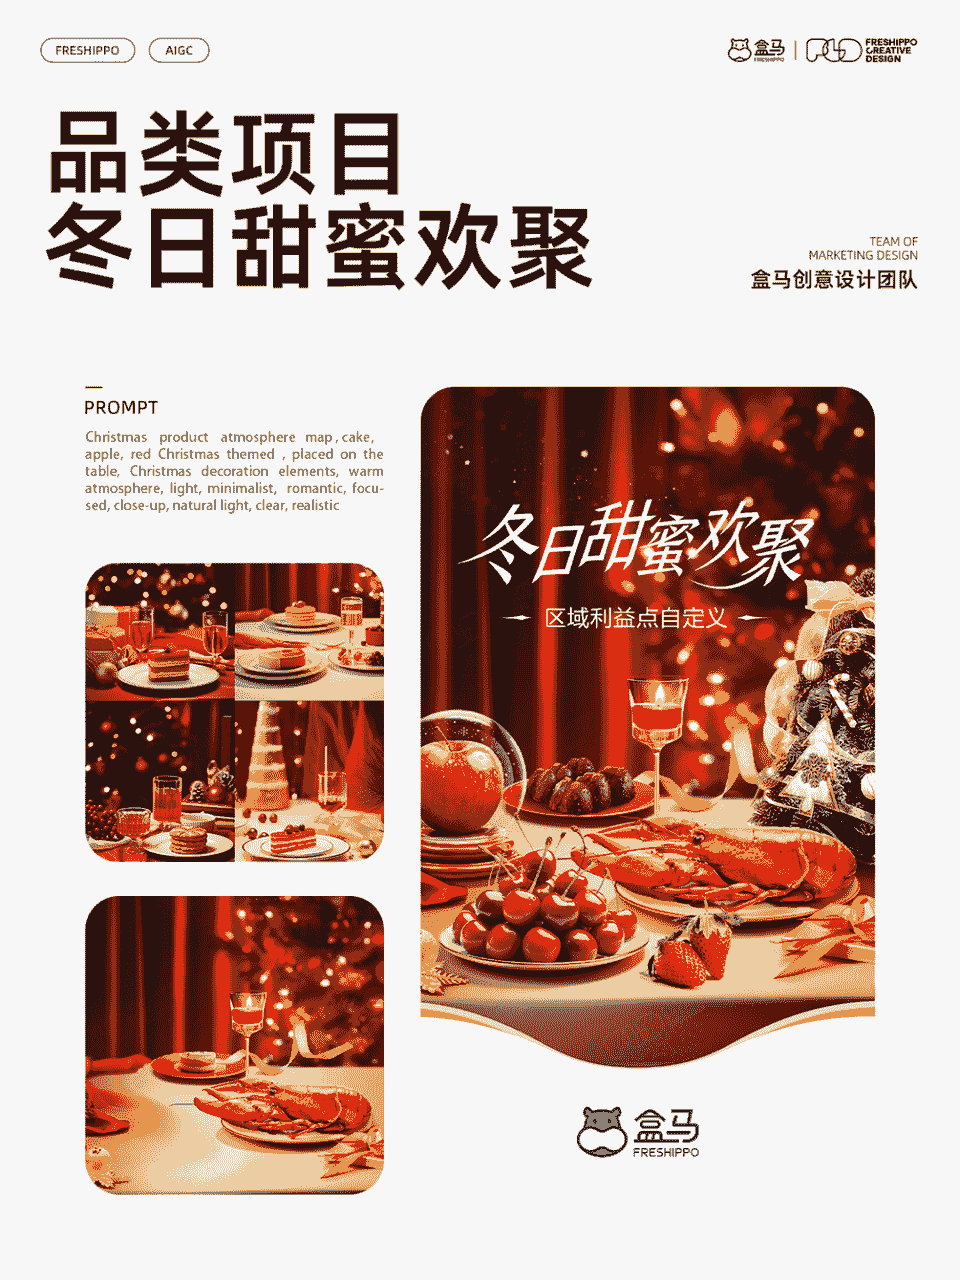 FRESHIPPO
AIGC
盒马
FRESHIPPO
FRESHIPPO
CREATIVE
DESIGN
品类项目
冬日甜蜜欢聚
TEAM OF
MARKETING DESIGN
盒马创意设计团队
PROMPT
Christmas product atmosphere map , cake,
apple, red Christmas themed , placed on the
table, Christmas decoration elements, warm
atmosphere, light, minimalist, romantic, focu-
sed, close-up, natural light, clear, realistic
冬日甜蜜欢聚
区域利益点自定义
盒马
FRESHIPPO